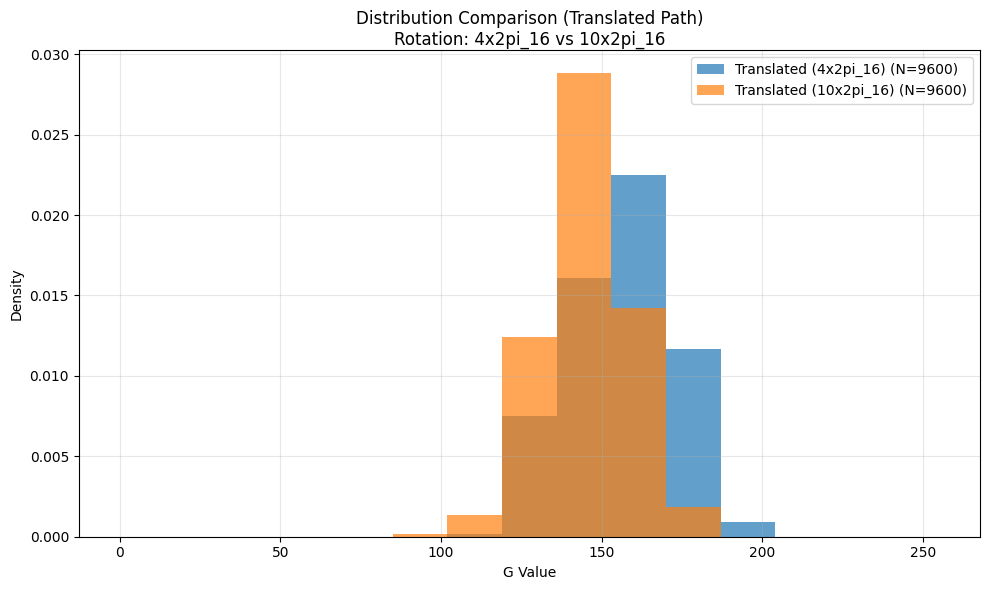 Distribution Comparison (Translated Path)
Rotation: 4x2pi_16 vs 10x2pi_16
Translated (4x2pi_16) (N=9600)
Translated (10x2pi_16) (N=9600)
0.030
0.025
0.020
0.015
0.010
0.005
0.000
Density
0 50 100 150 200 250
G Value